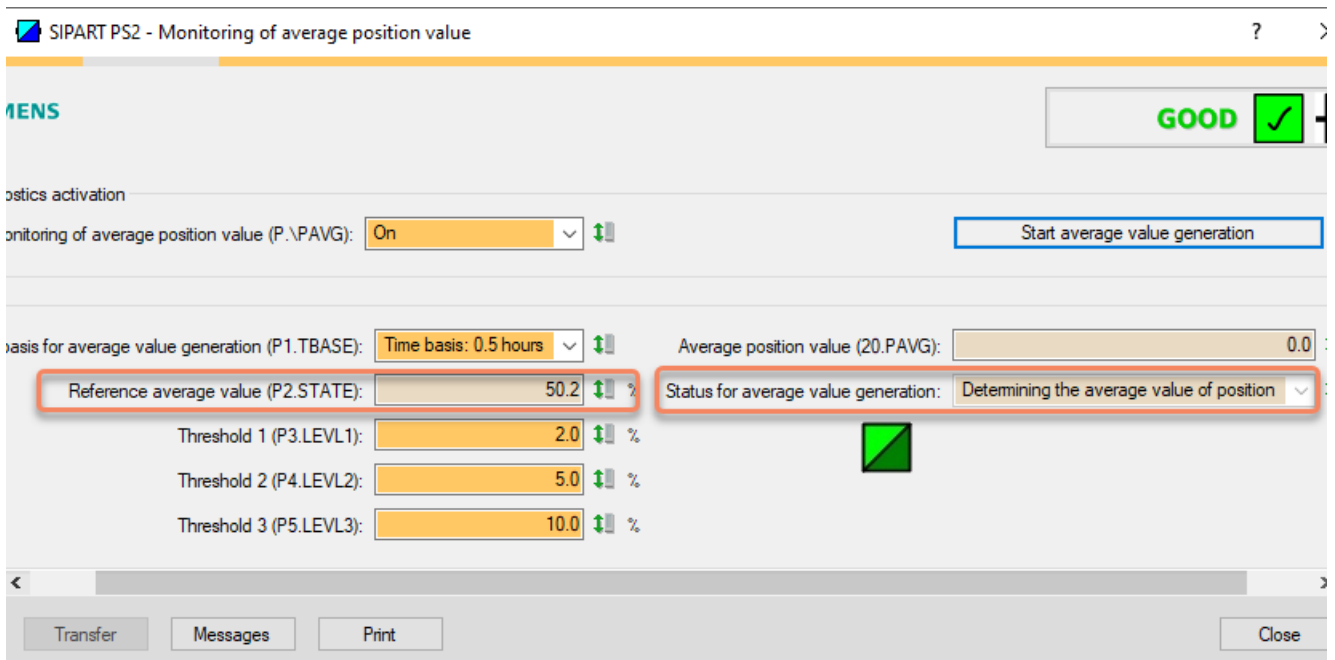 SIPART PS2 - Monitoring of average position value ?
MENS
GOOD
ostics activation
onitoring of average position value (P.\PAVG): On Start average value generation
basis for average value generation (P1.TBASE): Time basis: 0.5 hours Average position value (20.PAVG): 0.0
Reference average value (P2.STATE): 50.2 % Status for average value generation: Determining the average value of position
Threshold 1 (P3.LEVL1): 2.0 %
Threshold 2 (P4.LEVL2): 5.0 %
Threshold 3 (P5.LEVL3): 10.0 %
Transfer Messages Print Close